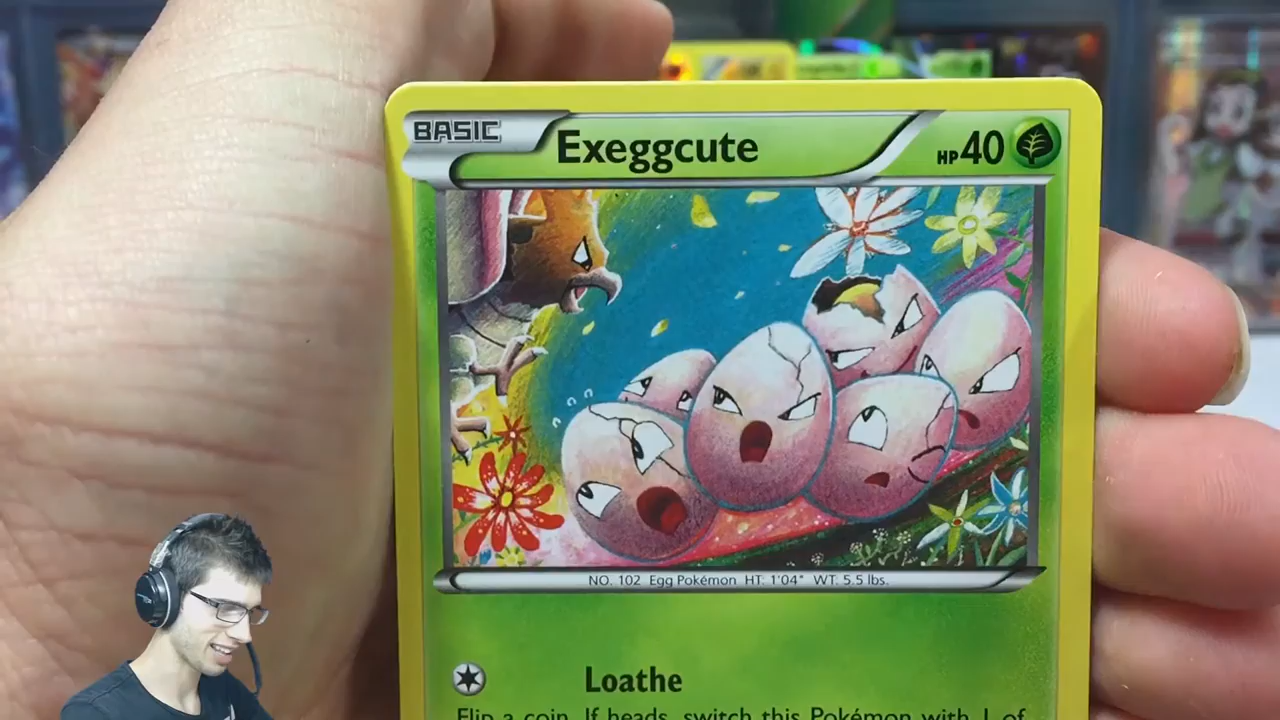 BASIC Exeggcute HP40
NO. 102 Egg Pokémon HT: 1'04" WT: 5.5 lbs.
Loathe
Flip a coin. If heads, switch this Pokémon with 1 of